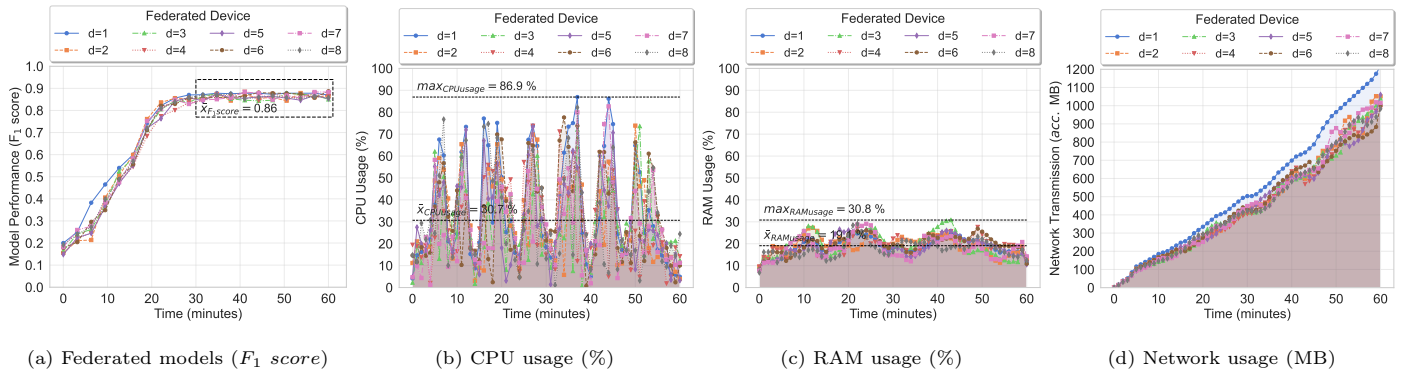 Federated Device
d=1 d=3 d=5 d=7
d=2 d=4 d=6 d=8
1.0
0.9
0.8
0.7
0.6
0.5
0.4
0.3
0.2
0.1
0.0
Model Performance (F₁ score)
x̄_F₁score = 0.86
0 10 20 30 40 50 60
Time (minutes)
(a) Federated models (F₁ score)
Federated Device
d=1 d=3 d=5 d=7
d=2 d=4 d=6 d=8
100
90
80
70
60
50
40
30
20
10
0
CPU Usage (%)
max_CPUusage = 86.9 %
x̄_CPUusage = 30.7 %
0 10 20 30 40 50 60
Time (minutes)
(b) CPU usage (%)
Federated Device
d=1 d=3 d=5 d=7
d=2 d=4 d=6 d=8
100
90
80
70
60
50
40
30
20
10
0
RAM Usage (%)
max_RAMusage = 30.8 %
x̄_RAMusage = %
0 10 20 30 40 50 60
Time (minutes)
(c) RAM usage (%)
Federated Device
d=1 d=3 d=5 d=7
d=2 d=4 d=6 d=8
1200
1100
1000
900
800
700
600
500
400
300
200
100
0
Network Transmission (acc. MB)
0 10 20 30 40 50 60
Time (minutes)
(d) Network usage (MB)